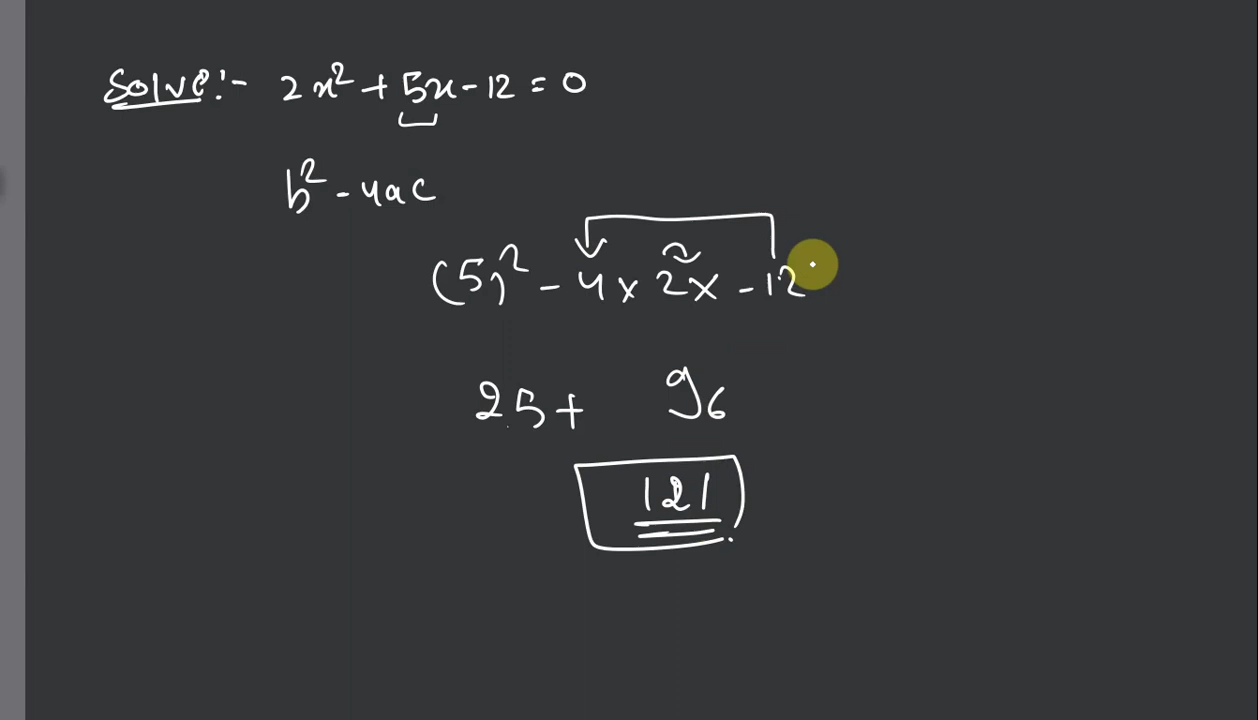 Solve:- 2x² + 5x - 12 = 0
b² - 4ac
(5)² - 4 x 2 x - 12
25 + 96
121